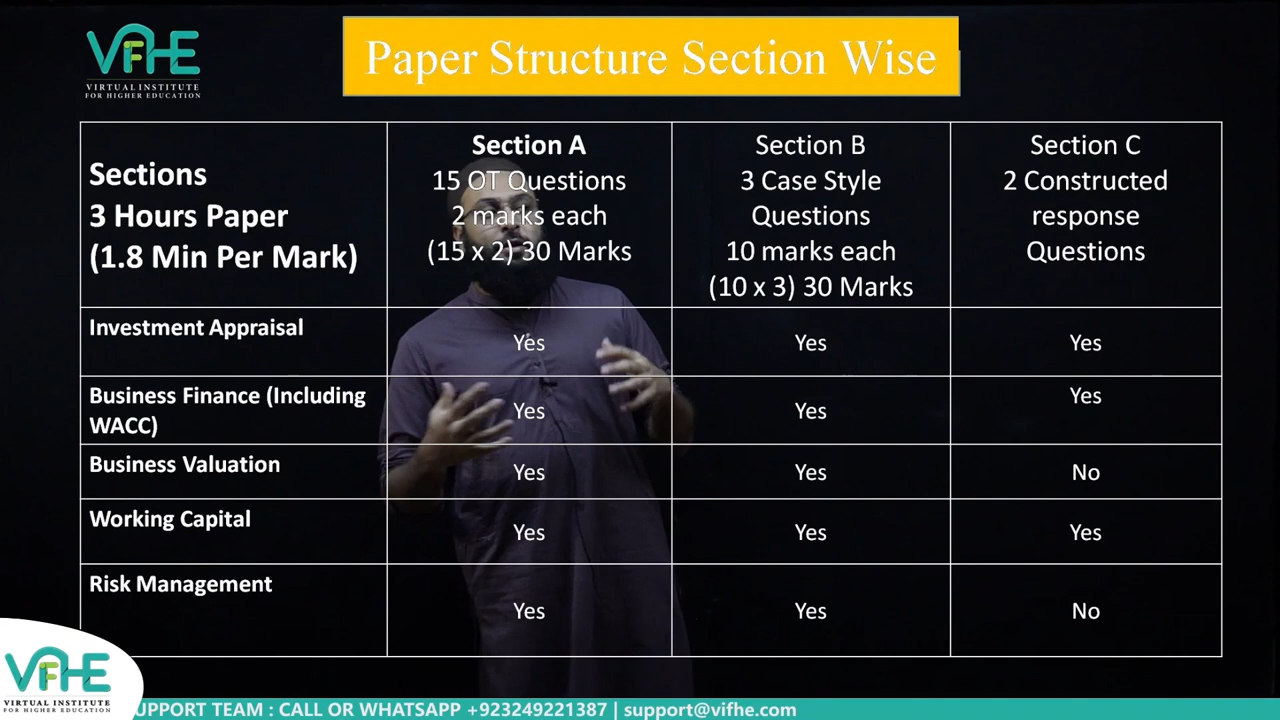 VFHE
VIRTUAL INSTITUTE
FOR HIGHER EDUCATION
Paper Structure Section Wise
Sections
3 Hours Paper
(1.8 Min Per Mark)
Section A
15 OT Questions
2 marks each
(15 x 2) 30 Marks
Section B
3 Case Style
Questions
10 marks each
(10 x 3) 30 Marks
Section C
2 Constructed
response
Questions
Investment Appraisal
Yes
Yes
Yes
Business Finance (Including
WACC)
Yes
Yes
Yes
Business Valuation
Yes
Yes
No
Working Capital
Yes
Yes
Yes
Risk Management
Yes
Yes
No
VFHE
VIRTUAL INSTITUTE
FOR HIGHER EDUCATION
UPPORT TEAM : CALL OR WHATSAPP +923249221387 | support@vifhe.com